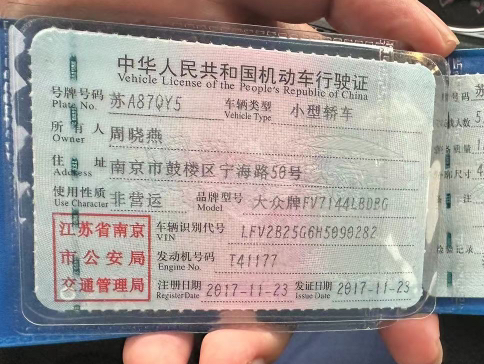 中华人民共和国机动车行驶证
Vehicle License of the People's Republic of China
号牌号码 苏A87QY5 车辆类型 小型轿车
Plate No. Vehicle Type
所有人 周晓燕
Owner
住址 南京市鼓楼区宁海路58号
Address
使用性质 非营运 品牌型号 大众牌FV7144LBDBG
Use Character Model
江苏省南京
市公安局
交通管理局
车辆识别代号 LFV2B25G6H5090282
VIN
发动机号码 T41177
Engine No.
注册日期 2017-11-23 发证日期 2017-11-23
Register Date Issue Date